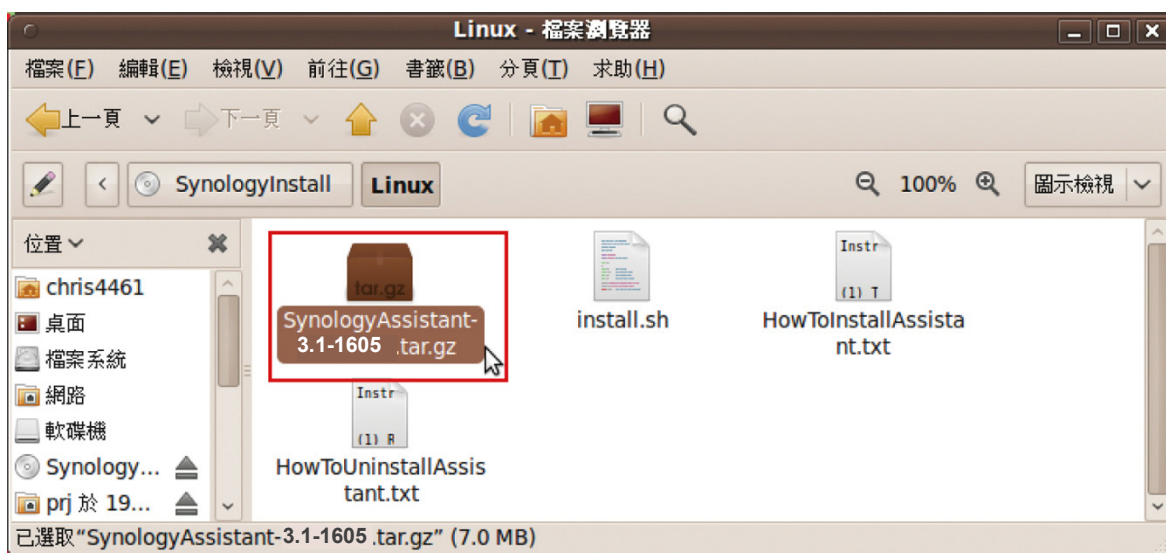 Linux - 檔案瀏覽器
檔案(F) 編輯(E) 檢視(V) 前往(G) 書籤(B) 分頁(T) 求助(H)
上一頁 下一頁
SynologyInstall Linux 100% 圖示檢視
位置
chris4461
桌面
檔案系統
網路
軟碟機
Synology...
prj 於 19...
tar.gz
SynologyAssistant-
3.1-1605 .tar.gz
install.sh
Instr
(1) T
HowToInstallAssista
nt.txt
Instr
(1) R
HowToUninstallAssis
tant.txt
已選取“SynologyAssistant-3.1-1605 .tar.gz” (7.0 MB)